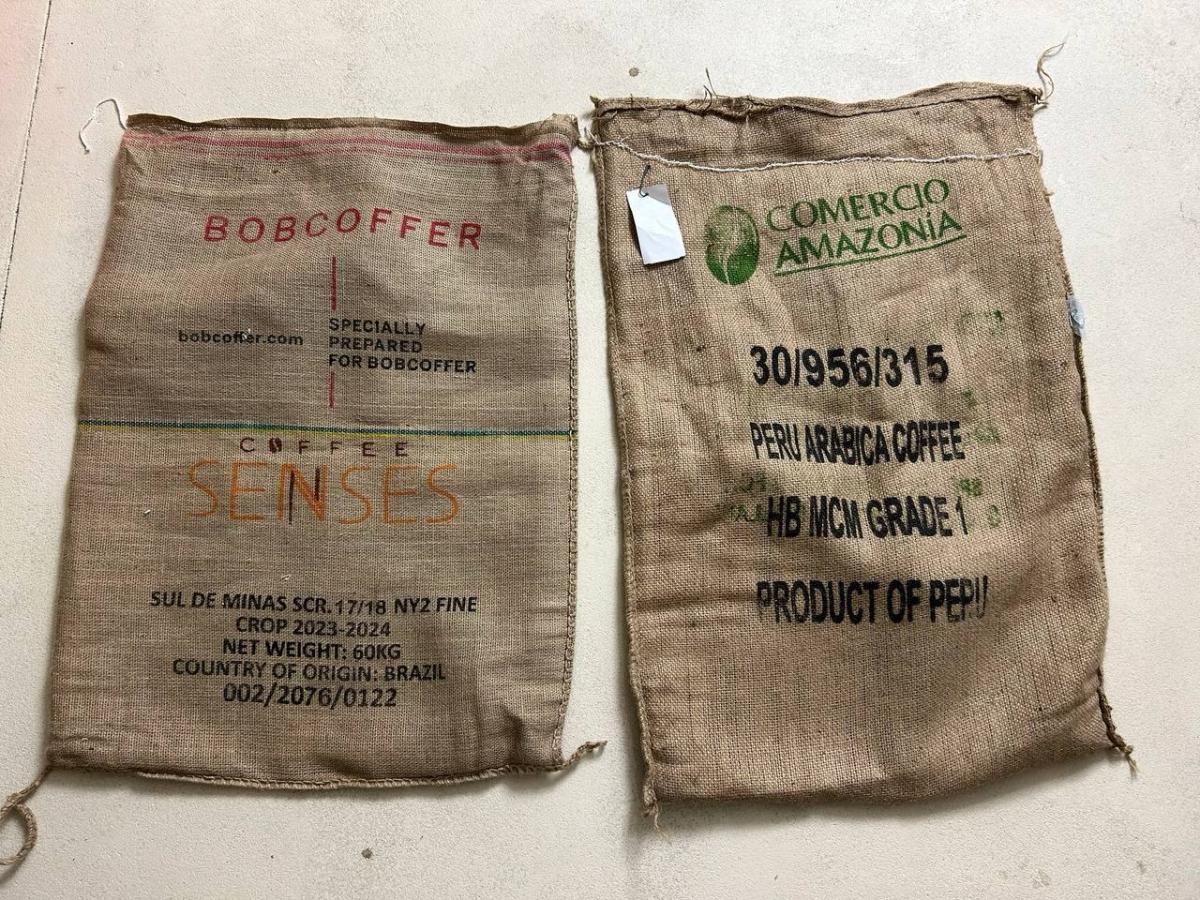 BOBCOFFER
bobcoffer.com
SPECIALLY
PREPARED
FOR BOBCOFFER
COFFEE
SENSES
SUL DE MINAS SCR.17/18 NY2 FINE
CROP 2023-2024
NET WEIGHT: 60KG
COUNTRY OF ORIGIN: BRAZIL
002/2076/0122
COMERCIO
AMAZONÍA
30/956/315
PERU ARABICA COFFEE
HB MCM GRADE 1
PRODUCT OF PERU